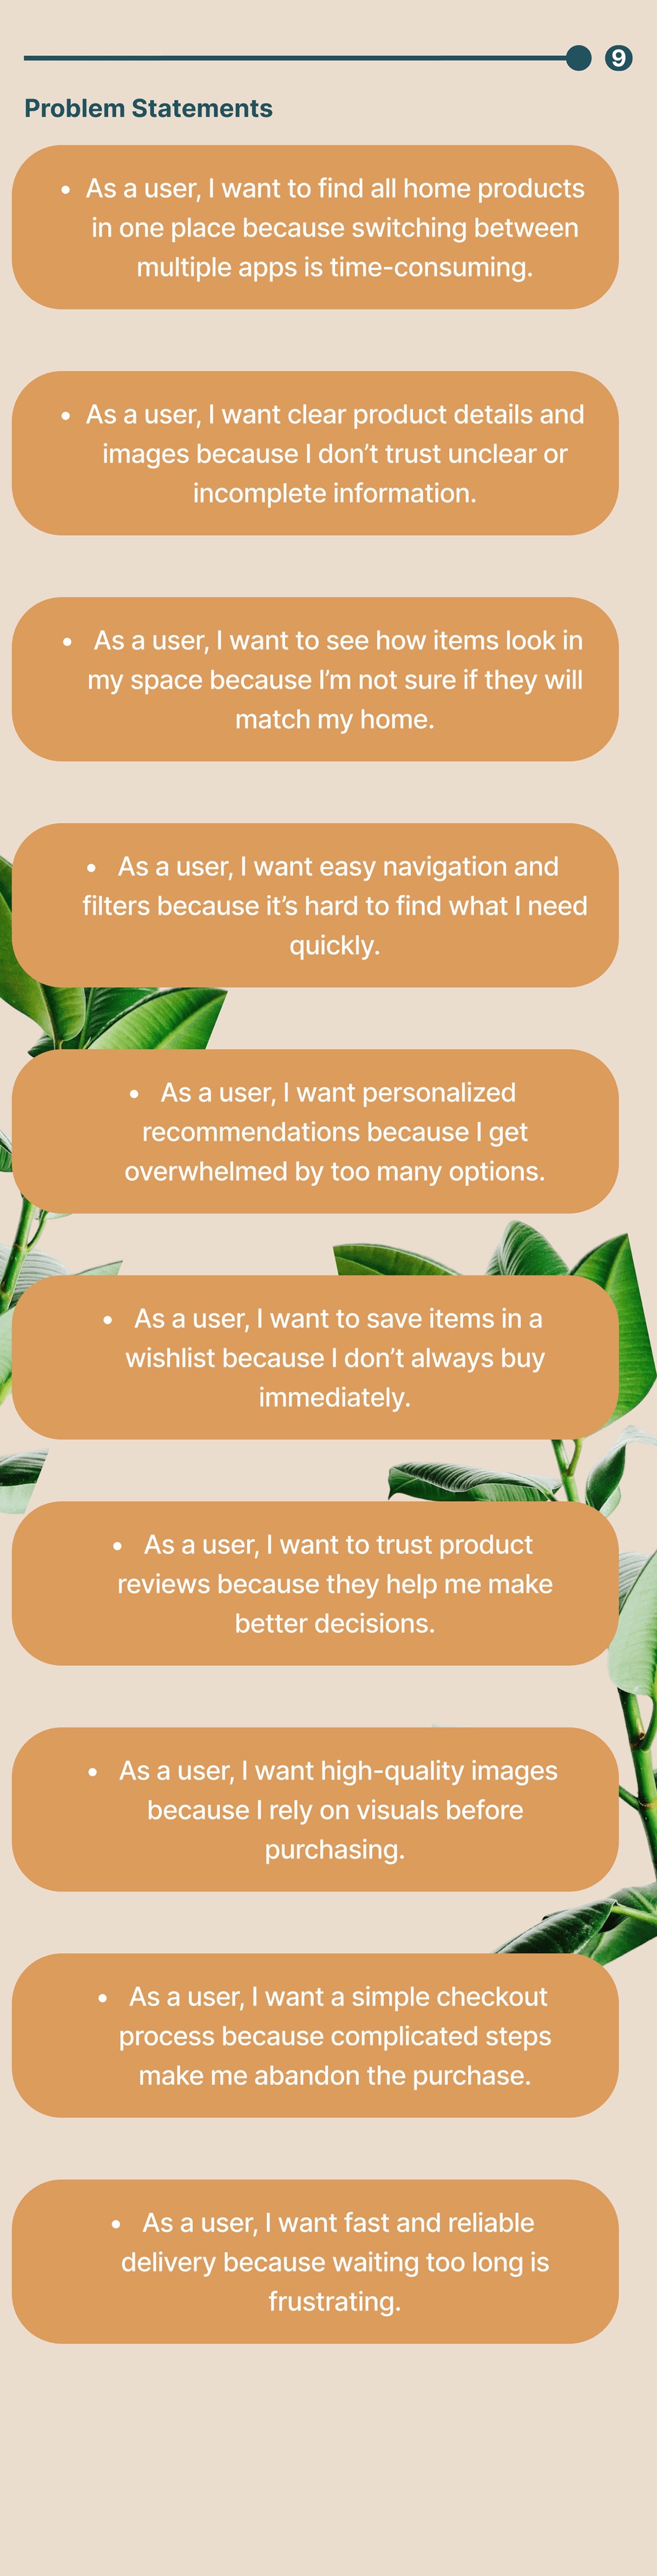 9
Problem Statements
• As a user, I want to find all home products
in one place because switching between
multiple apps is time-consuming.
• As a user, I want clear product details and
images because I don’t trust unclear or
incomplete information.
• As a user, I want to see how items look in
my space because I’m not sure if they will
match my home.
• As a user, I want easy navigation and
filters because it’s hard to find what I need
quickly.
• As a user, I want personalized
recommendations because I get
overwhelmed by too many options.
• As a user, I want to save items in a
wishlist because I don’t always buy
immediately.
• As a user, I want to trust product
reviews because they help me make
better decisions.
• As a user, I want high-quality images
because I rely on visuals before
purchasing.
• As a user, I want a simple checkout
process because complicated steps
make me abandon the purchase.
• As a user, I want fast and reliable
delivery because waiting too long is
frustrating.